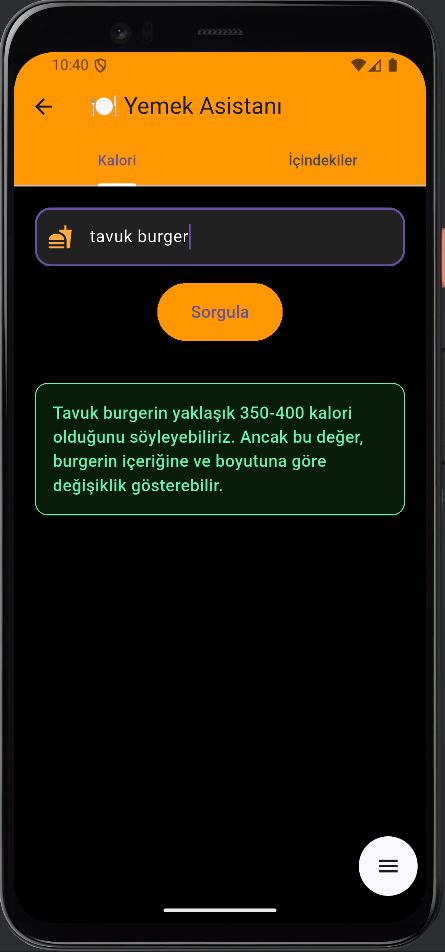 10:40
Yemek Asistanı
Kalori
İçindekiler
tavuk burger
Sorgula
Tavuk burgerin yaklaşık 350-400 kalori
olduğunu söyleyebiliriz. Ancak bu değer,
burgerin içeriğine ve boyutuna göre
değişiklik gösterebilir.